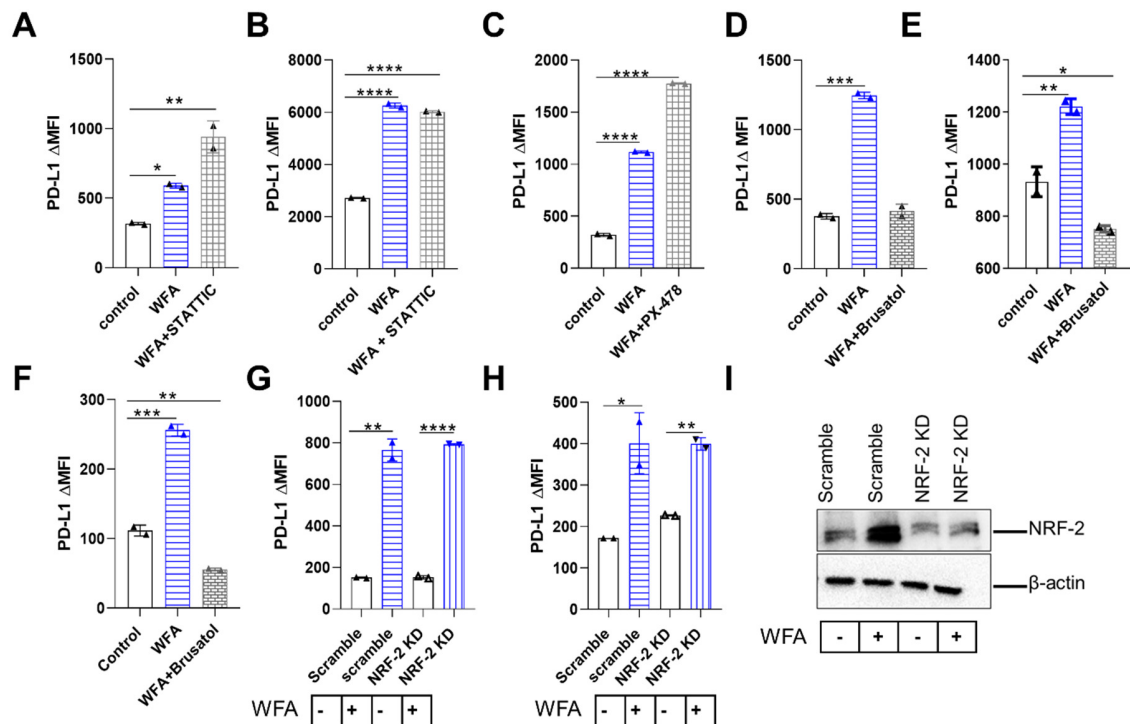 A
PD-L1 ΔMFI
1500
1000
500
0
**
*
control
WFA
WFA+STATTIC
B
PD-L1 ΔMFI
8000
6000
4000
2000
0
****
****
control
WFA
WFA + STATTIC
C
PD-L1 ΔMFI
2000
1500
1000
500
0
****
****
control
WFA
WFA+PX-478
D
PD-L1Δ MFI
1500
1000
500
0
***
control
WFA
WFA+Brusatol
E
PD-L1 ΔMFI
1400
1200
1000
800
600
*
**
control
WFA
WFA+Brusatol
F
PD-L1 ΔMFI
300
200
100
0
**
***
Control
WFA
WFA+Brusatol
G
PD-L1 ΔMFI
1000
800
600
400
200
0
**
****
Scramble
scramble
NRF-2 KD
NRF-2 KD
WFA - + - +
H
PD-L1 ΔMFI
500
400
300
200
100
0
*
**
Scramble
scramble
NRF-2 KD
NRF-2 KD
WFA - + - +
I
Scramble
Scramble
NRF-2 KD
NRF-2 KD
NRF-2
β-actin
WFA - + - +